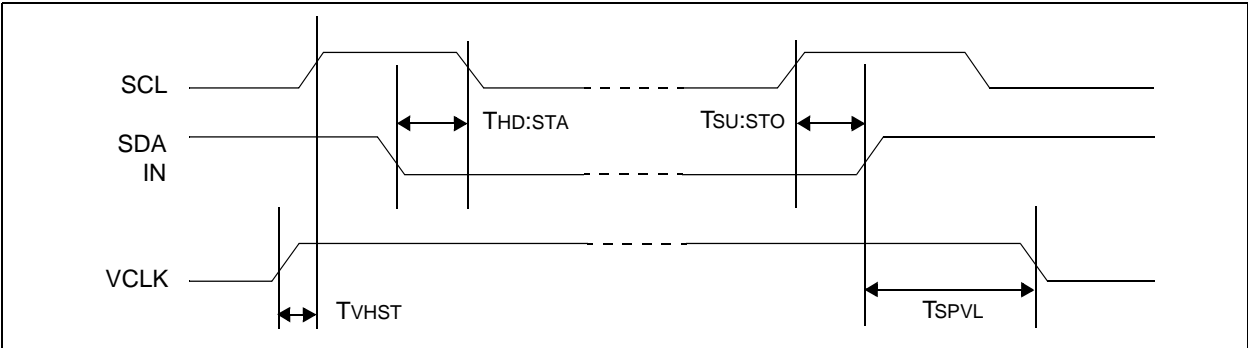 SCL
THD:STA
TSU:STO
SDA
IN
VCLK
TVHST
TSPVL